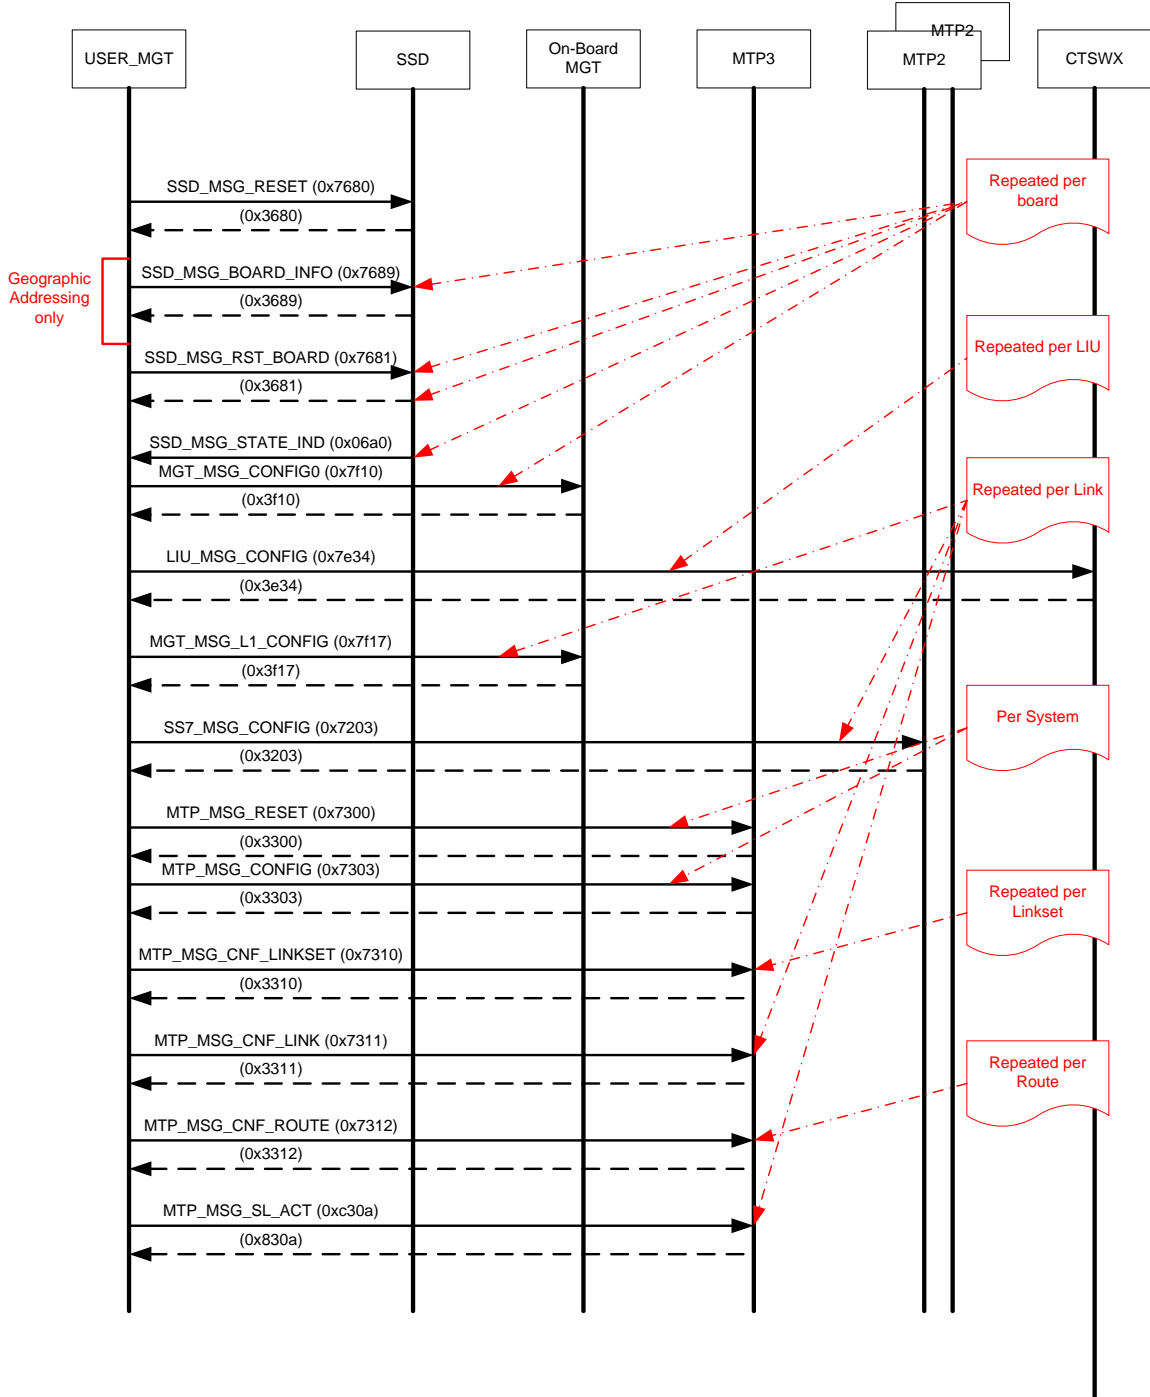 MTP2
USER_MGT
SSD
On-Board
MGT
MTP3
MTP2
CTSWX
SSD_MSG_RESET (0x7680)
(0x3680)
Repeated per
board
Geographic
Addressing
only
SSD_MSG_BOARD_INFO (0x7689)
(0x3689)
SSD_MSG_RST_BOARD (0x7681)
(0x3681)
Repeated per LIU
SSD_MSG_STATE_IND (0x06a0)
MGT_MSG_CONFIG0 (0x7f10)
(0x3f10)
Repeated per Link
LIU_MSG_CONFIG (0x7e34)
(0x3e34)
MGT_MSG_L1_CONFIG (0x7f17)
(0x3f17)
SS7_MSG_CONFIG (0x7203)
(0x3203)
Per System
MTP_MSG_RESET (0x7300)
(0x3300)
MTP_MSG_CONFIG (0x7303)
(0x3303)
Repeated per
Linkset
MTP_MSG_CNF_LINKSET (0x7310)
(0x3310)
MTP_MSG_CNF_LINK (0x7311)
(0x3311)
Repeated per
Route
MTP_MSG_CNF_ROUTE (0x7312)
(0x3312)
MTP_MSG_SL_ACT (0xc30a)
(0x830a)